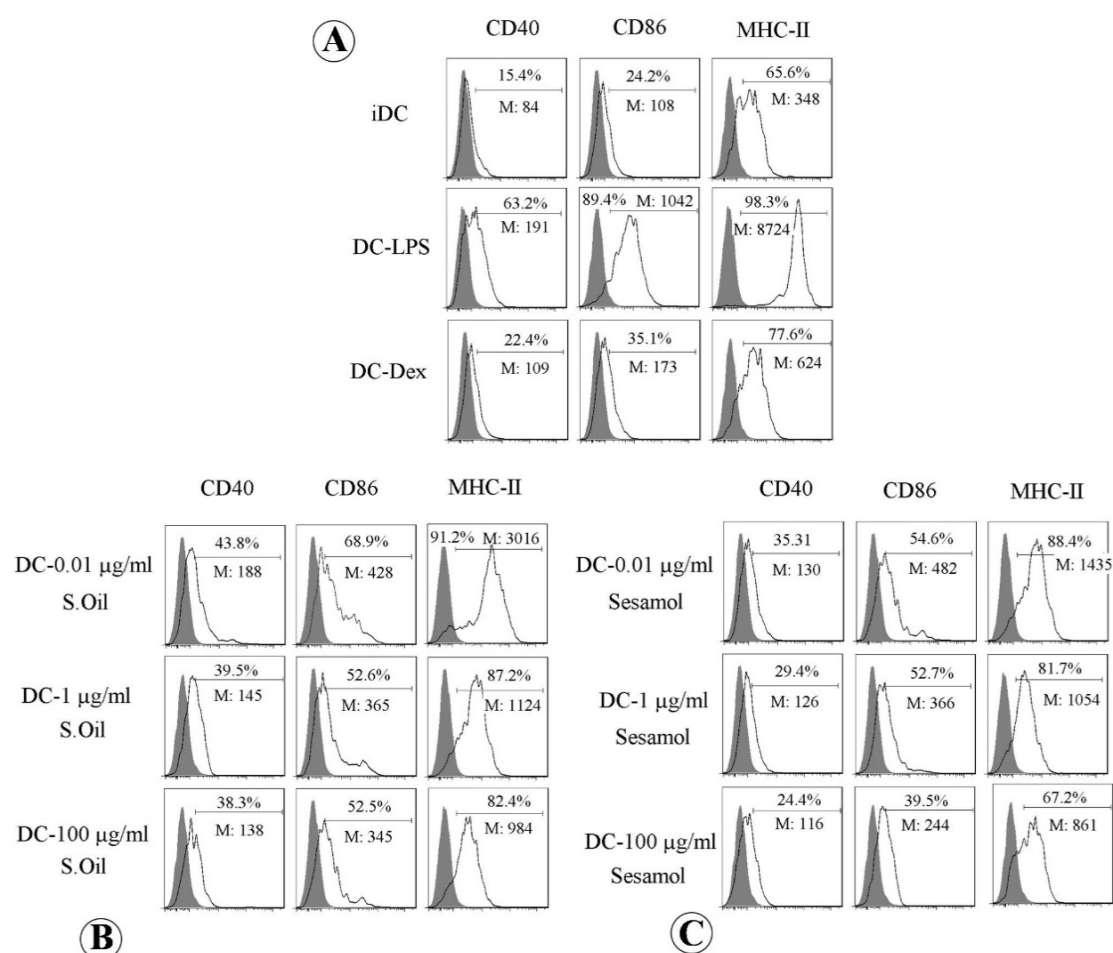 A
CD40 CD86 MHC-II
iDC
15.4% 24.2% 65.6%
M: 84 M: 108 M: 348
DC-LPS
63.2% 89.4% M: 1042 98.3%
M: 191 M: 8724
DC-Dex
22.4% 35.1% 77.6%
M: 109 M: 173 M: 624
CD40 CD86 MHC-II
DC-0.01 µg/ml
S.Oil
43.8% 68.9% 91.2% M: 3016
M: 188 M: 428
DC-1 µg/ml
S.Oil
39.5% 52.6% 87.2%
M: 145 M: 365 M: 1124
DC-100 µg/ml
S.Oil
38.3% 52.5% 82.4%
M: 138 M: 345 M: 984
B
CD40 CD86 MHC-II
DC-0.01 µg/ml
Sesamol
35.31 54.6% 88.4%
M: 130 M: 482 M: 1435
DC-1 µg/ml
Sesamol
29.4% 52.7% 81.7%
M: 126 M: 366 M: 1054
DC-100 µg/ml
Sesamol
24.4% 39.5% 67.2%
M: 116 M: 244 M: 861
C